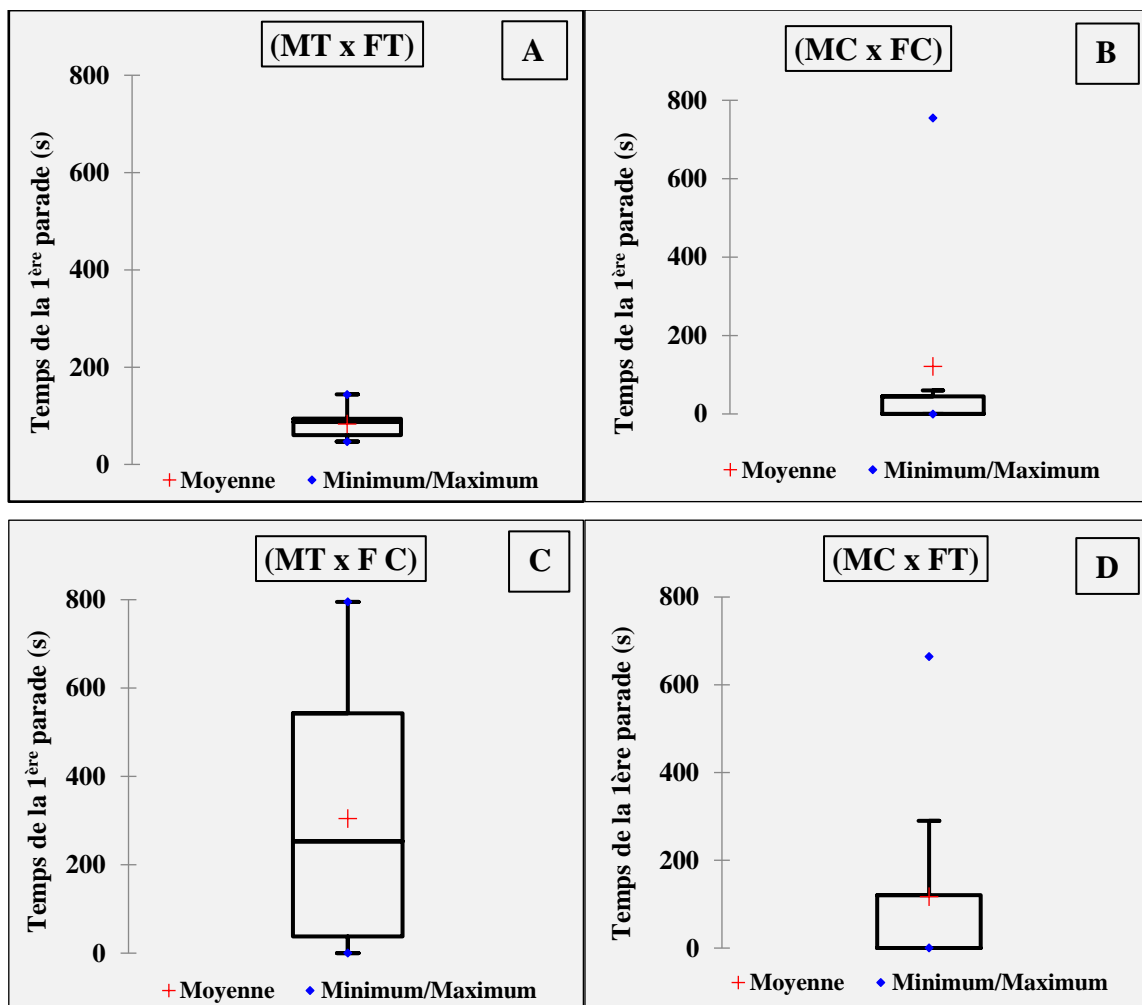 (MT x FT)
A
Temps de la 1ère parade (s)
800
600
400
200
0
Moyenne
Minimum/Maximum
(MC x FC)
B
Temps de la 1ère parade (s)
800
600
400
200
0
Moyenne
Minimum/Maximum
(MT x F C)
C
Temps de la 1ère parade (s)
800
600
400
200
0
Moyenne
Minimum/Maximum
(MC x FT)
D
Temps de la 1ère parade (s)
800
600
400
200
0
Moyenne
Minimum/Maximum